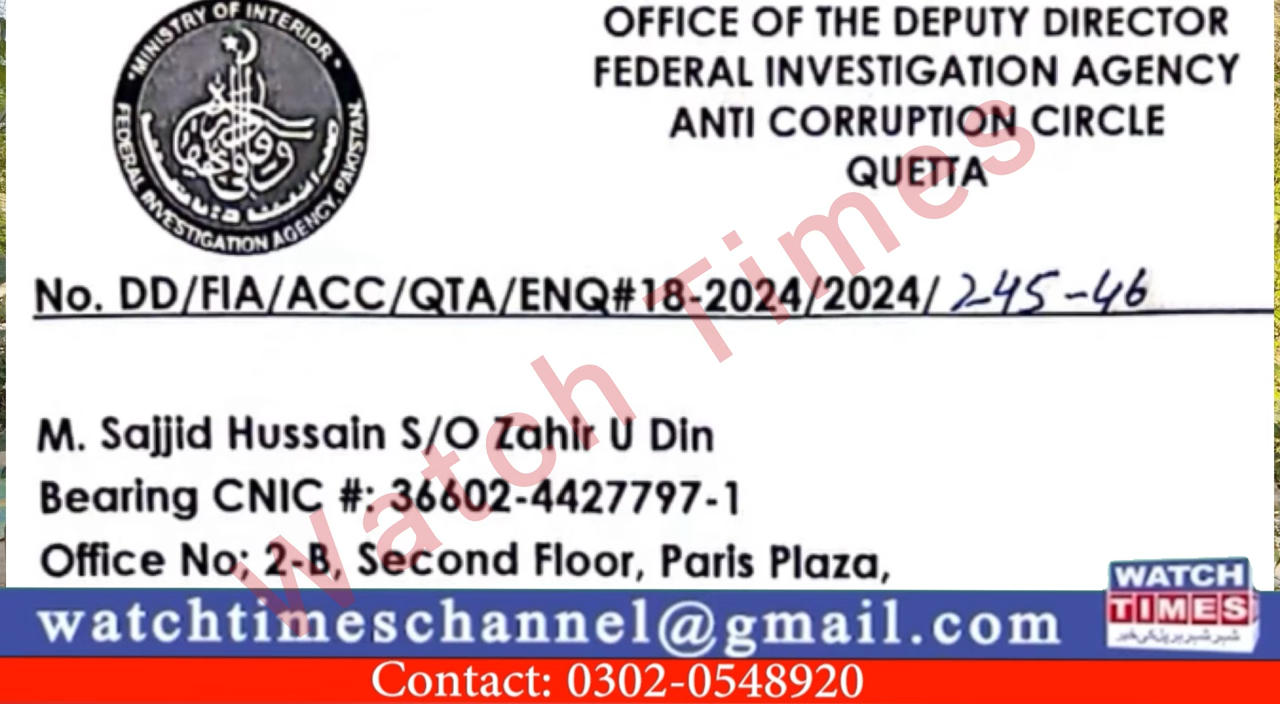 MINISTRY OF INTERIOR
FEDERAL INVESTIGATION AGENCY, PAKISTAN
OFFICE OF THE DEPUTY DIRECTOR
FEDERAL INVESTIGATION AGENCY
ANTI CORRUPTION CIRCLE
QUETTA
No. DD/FIA/ACC/QTA/ENQ#18-2024/2024/ 245-46
M. Sajjid Hussain S/O Zahir U Din
Bearing CNIC #: 36602-4427797-1
Office No; 2-B, Second Floor, Paris Plaza,
Watch Times
WATCH
TIMES
watchtimeschannel@gmail.com
Contact: 0302-0548920